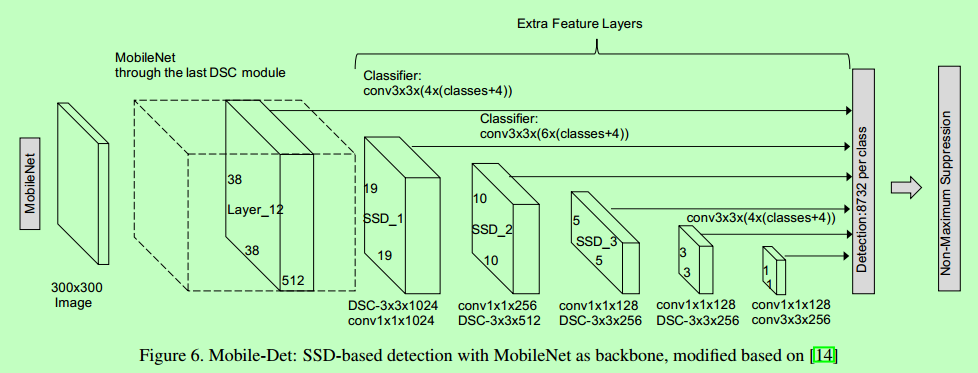 Extra Feature Layers
MobileNet
through the last DSC module
Classifier:
conv3x3x(4x(classes+4))
Classifier:
conv3x3x(6x(classes+4))
MobileNet
38
Layer_12
38
512
19
SSD_1
19
10
SSD_2
10
5
SSD_3
5
conv3x3x(4x(classes+4))
3
3
1
1
Detection:8732 per class
Non-Maximum Suppression
300x300
Image
DSC-3x3x1024
conv1x1x1024
conv1x1x256
DSC-3x3x512
conv1x1x128
DSC-3x3x256
conv1x1x128
DSC-3x3x256
conv1x1x128
conv3x3x256
Figure 6. Mobile-Det: SSD-based detection with MobileNet as backbone, modified based on [14]